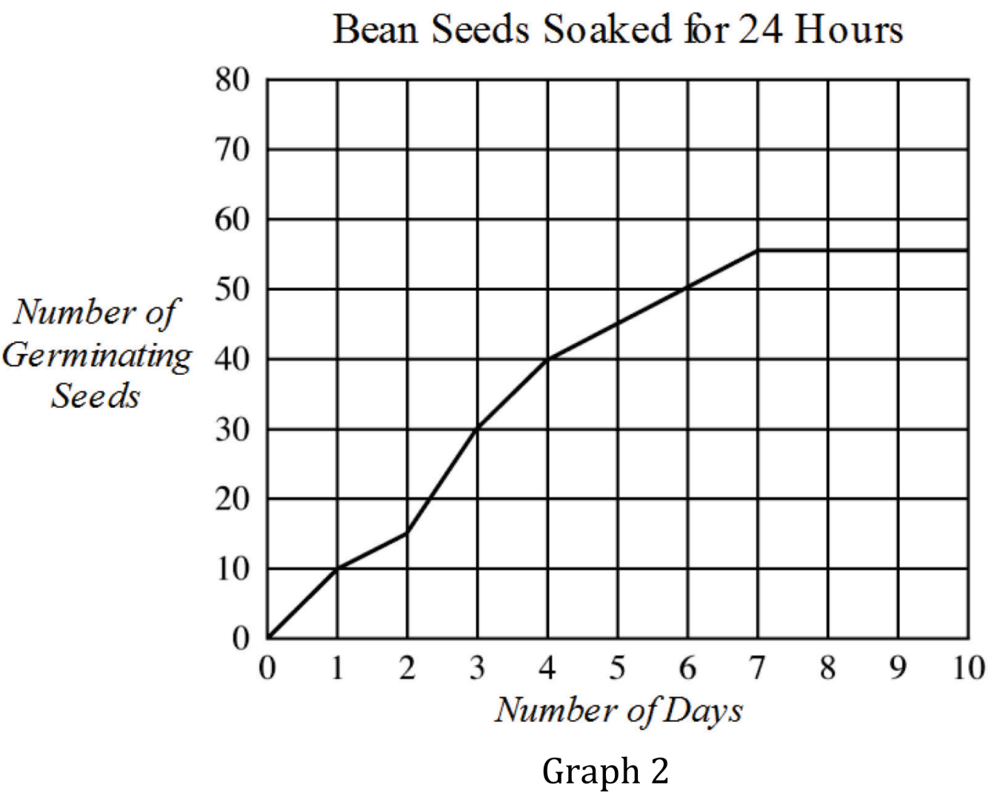 Bean Seeds Soaked for 24 Hours
80
70
60
50
40
30
20
10
0
Number of
Germinating
Seeds
0 1 2 3 4 5 6 7 8 9 10
Number of Days
Graph 2